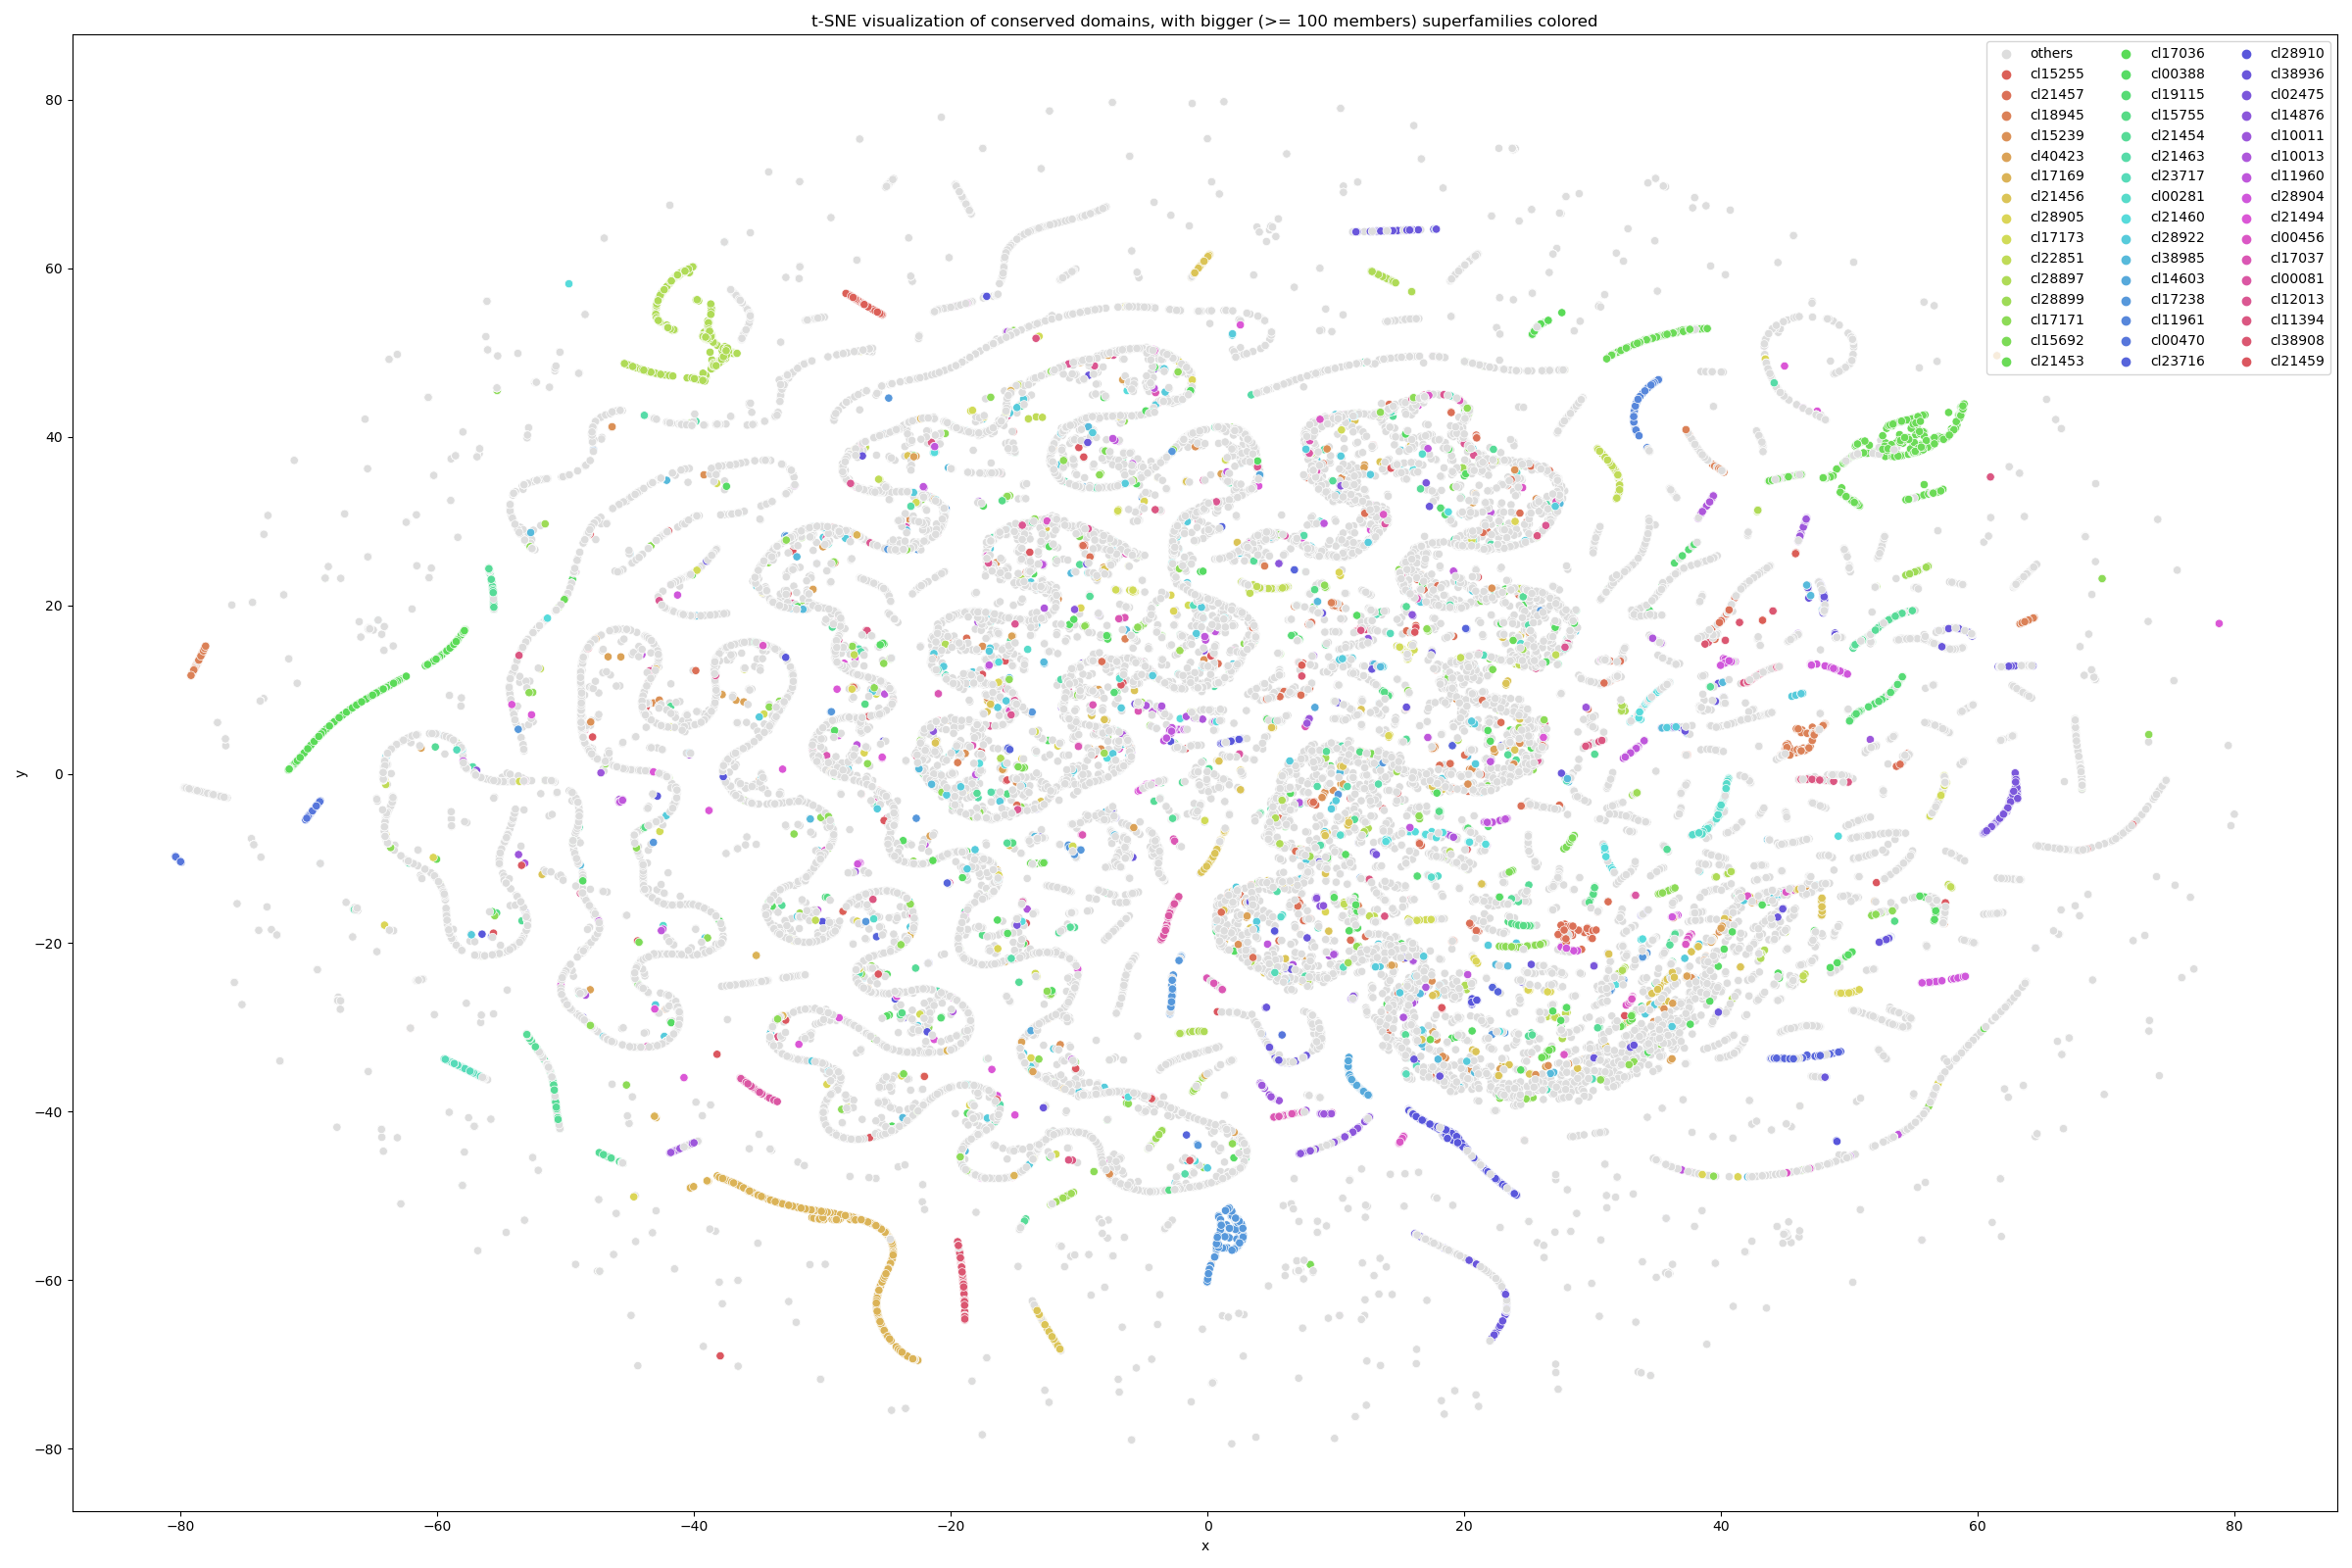 t-SNE visualization of conserved domains, with bigger (>= 100 members) superfamilies colored
others
cl15255
cl21457
cl18945
cl15239
cl40423
cl17169
cl21456
cl28905
cl17173
cl22851
cl28897
cl28899
cl17171
cl15692
cl21453
cl17036
cl00388
cl19115
cl15755
cl21454
cl21463
cl23717
cl00281
cl21460
cl28922
cl38985
cl14603
cl17238
cl11961
cl00470
cl23716
cl28910
cl38936
cl02475
cl14876
cl10011
cl10013
cl11960
cl28904
cl21494
cl00456
cl17037
cl00081
cl12013
cl11394
cl38908
cl21459
80
60
40
20
0
−20
−40
−60
−80
y
−80 −60 −40 −20 0 20 40 60 80
x